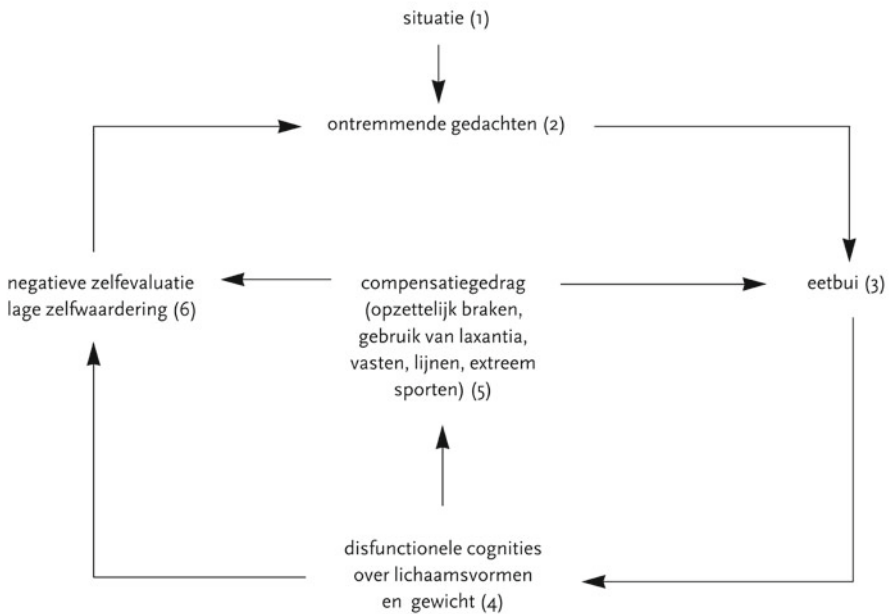 situatie (1)
ontremmende gedachten (2)
negatieve zelfevaluatie
lage zelfwaardering (6)
compensatiegedrag
(opzettelijk braken,
gebruik van laxantia,
vasten, lijnen, extreem
sporten) (5)
eetbui (3)
disfunctionele cognities
over lichaamsvormen
en gewicht (4)